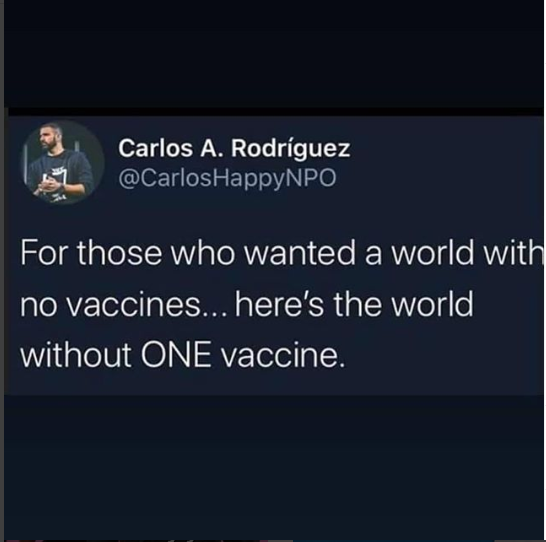 Carlos A. Rodríguez
@CarlosHappyNPO
For those who wanted a world with
no vaccines... here's the world
without ONE vaccine.